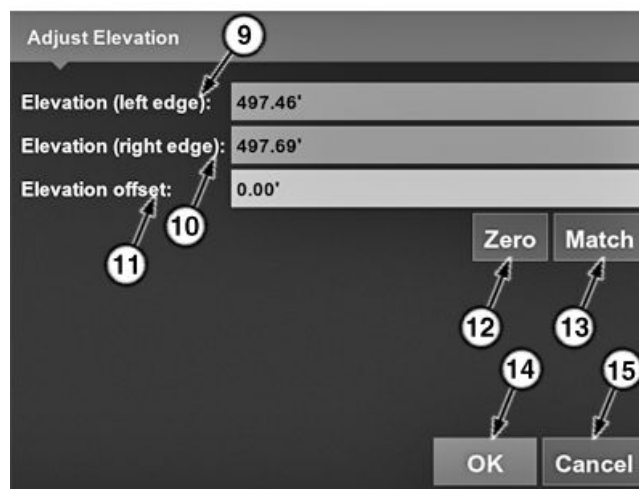 Adjust Elevation
9
Elevation (left edge): 497.46'
Elevation (right edge): 497.69'
Elevation offset: 0.00'
10
11
Zero Match
12 13
14 15
OK Cancel